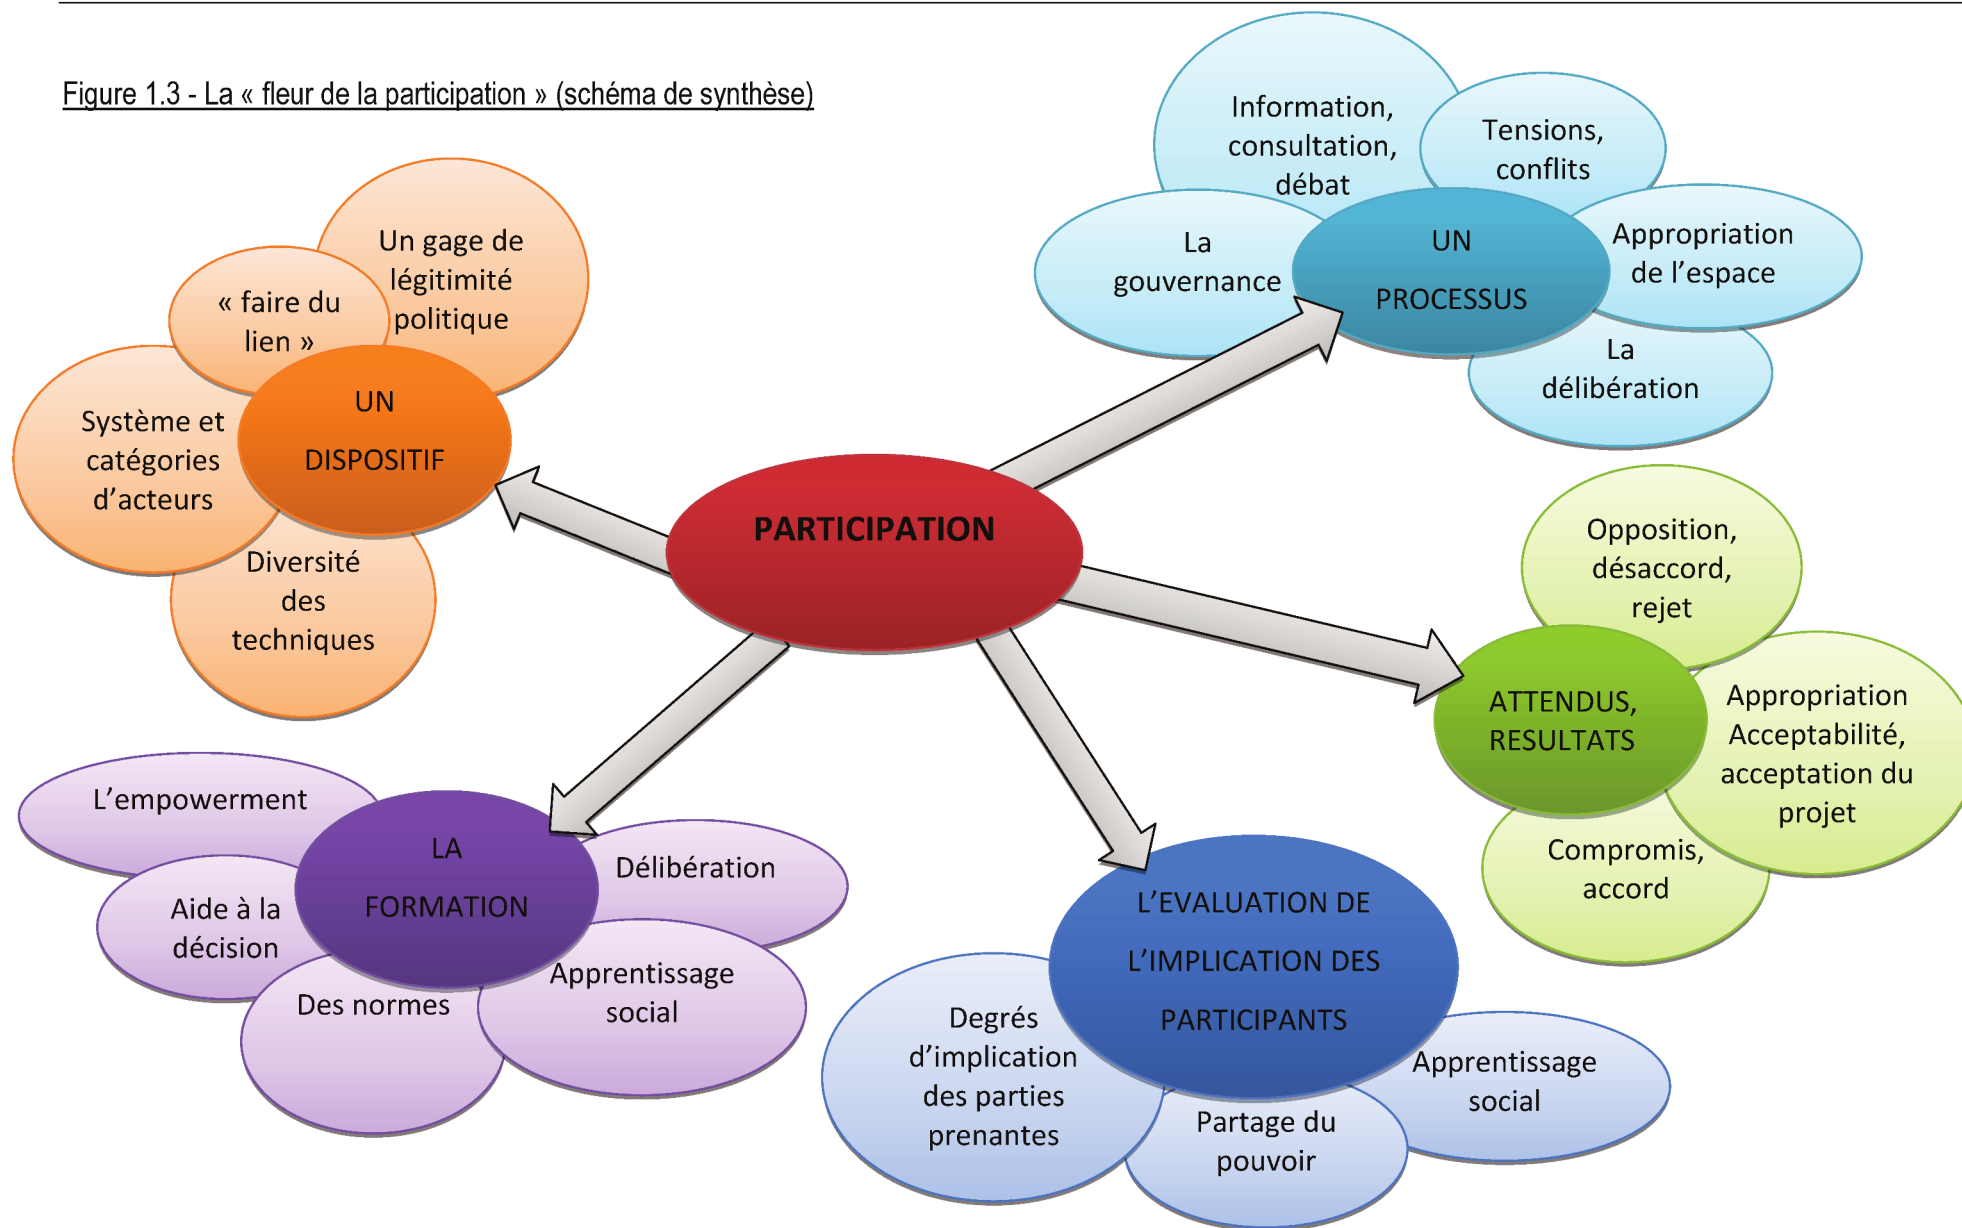 Figure 1.3 - La « fleur de la participation » (schéma de synthèse)
Information,
consultation,
débat
Tensions,
conflits
La
gouvernance
UN
PROCESSUS
Appropriation
de l’espace
La
délibération
Un gage de
légitimité
politique
« faire du
lien »
UN
DISPOSITIF
Système et
catégories
d’acteurs
Diversité
des
techniques
PARTICIPATION
Opposition,
désaccord,
rejet
ATTENDUS,
RESULTATS
Appropriation
Acceptabilité,
acceptation du
projet
Compromis,
accord
L’empowerment
LA
FORMATION
Délibération
Aide à la
décision
Des normes
Apprentissage
social
L’EVALUATION DE
L’IMPLICATION DES
PARTICIPANTS
Degrés
d’implication
des parties
prenantes
Partage du
pouvoir
Apprentissage
social